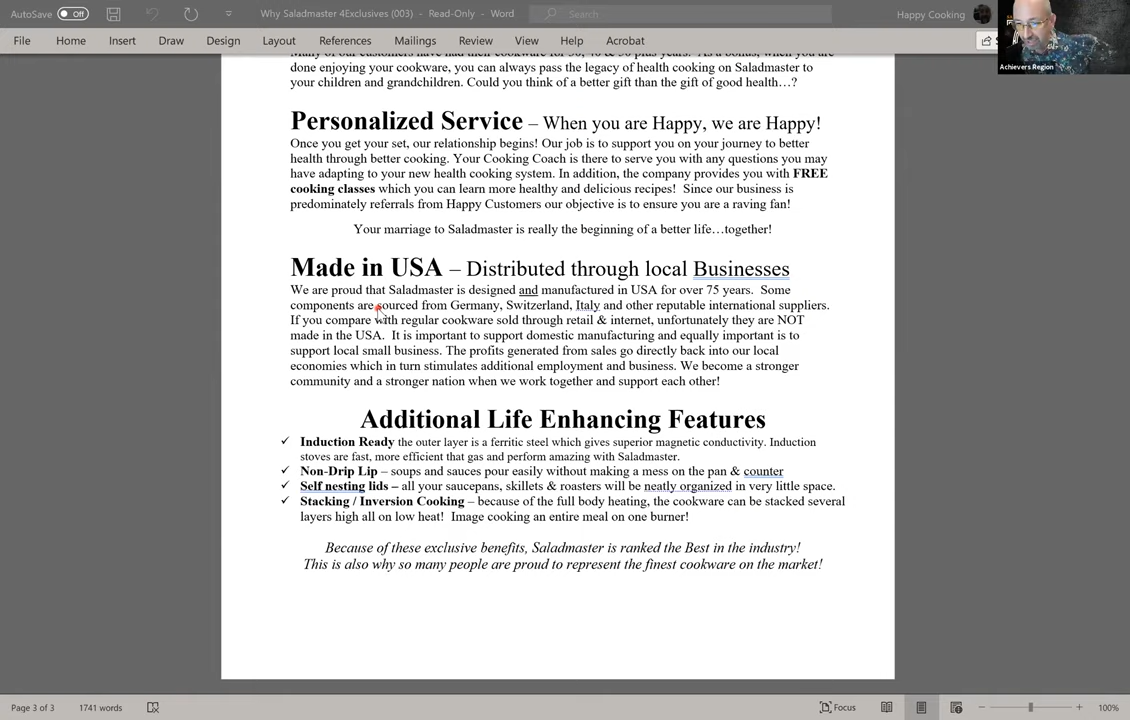 AutoSave Off Why Saladmaster 4Exclusives (003) - Read-Only - Word Search Happy Cooking
File Home Insert Draw Design Layout References Mailings Review View Help Acrobat
Achievers Region
done enjoying your cookware, you can always pass the legacy of health cooking on Saladmaster to
your children and grandchildren. Could you think of a better gift than the gift of good health…?
Personalized Service – When you are Happy, we are Happy!
Once you get your set, our relationship begins! Our job is to support you on your journey to better
health through better cooking. Your Cooking Coach is there to serve you with any questions you may
have adapting to your new health cooking system. In addition, the company provides you with FREE
cooking classes which you can learn more healthy and delicious recipes! Since our business is
predominately referrals from Happy Customers our objective is to ensure you are a raving fan!
Your marriage to Saladmaster is really the beginning of a better life…together!
Made in USA – Distributed through local Businesses
We are proud that Saladmaster is designed and manufactured in USA for over 75 years. Some
components are sourced from Germany, Switzerland, Italy and other reputable international suppliers.
If you compare with regular cookware sold through retail & internet, unfortunately they are NOT
made in the USA. It is important to support domestic manufacturing and equally important is to
support local small business. The profits generated from sales go directly back into our local
economies which in turn stimulates additional employment and business. We become a stronger
community and a stronger nation when we work together and support each other!
Additional Life Enhancing Features
✓ Induction Ready the outer layer is a ferritic steel which gives superior magnetic conductivity. Induction
stoves are fast, more efficient that gas and perform amazing with Saladmaster.
✓ Non-Drip Lip – soups and sauces pour easily without making a mess on the pan & counter
✓ Self nesting lids – all your saucepans, skillets & roasters will be neatly organized in very little space.
✓ Stacking / Inversion Cooking – because of the full body heating, the cookware can be stacked several
layers high all on low heat! Image cooking an entire meal on one burner!
Because of these exclusive benefits, Saladmaster is ranked the Best in the industry!
This is also why so many people are proud to represent the finest cookware on the market!
Page 3 of 3 1741 words Focus 100%